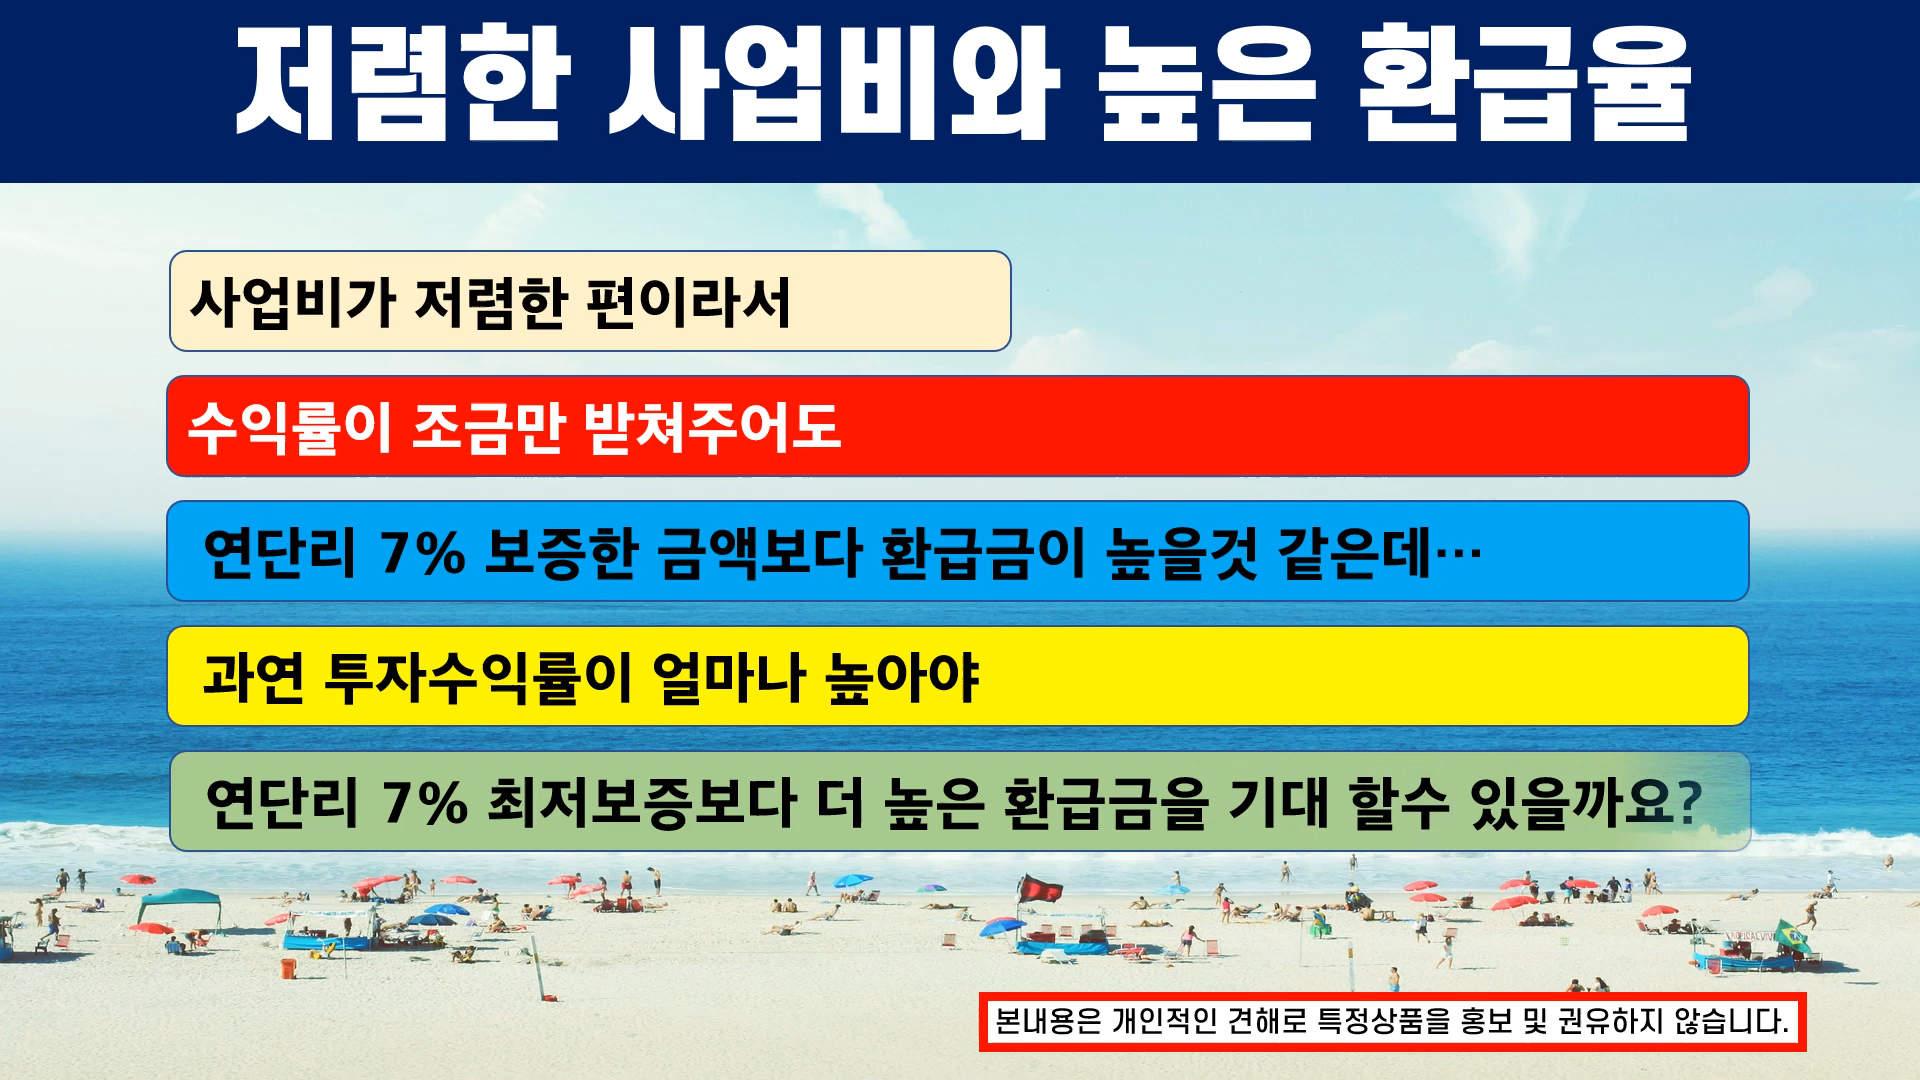 저렴한 사업비와 높은 환급율
사업비가 저렴한 편이라서
수익률이 조금만 받쳐주어도
연단리 7% 보증한 금액보다 환급금이 높을것 같은데…
과연 투자수익률이 얼마나 높아야
연단리 7% 최저보증보다 더 높은 환급금을 기대 할수 있을까요?
본내용은 개인적인 견해로 특정상품을 홍보 및 권유하지 않습니다.